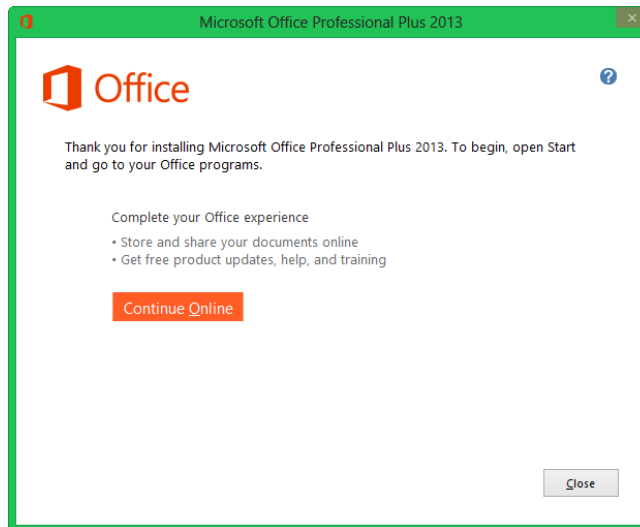 Microsoft Office Professional Plus 2013
Office
Thank you for installing Microsoft Office Professional Plus 2013. To begin, open Start
and go to your Office programs.
Complete your Office experience
• Store and share your documents online
• Get free product updates, help, and training
Continue Online
Close